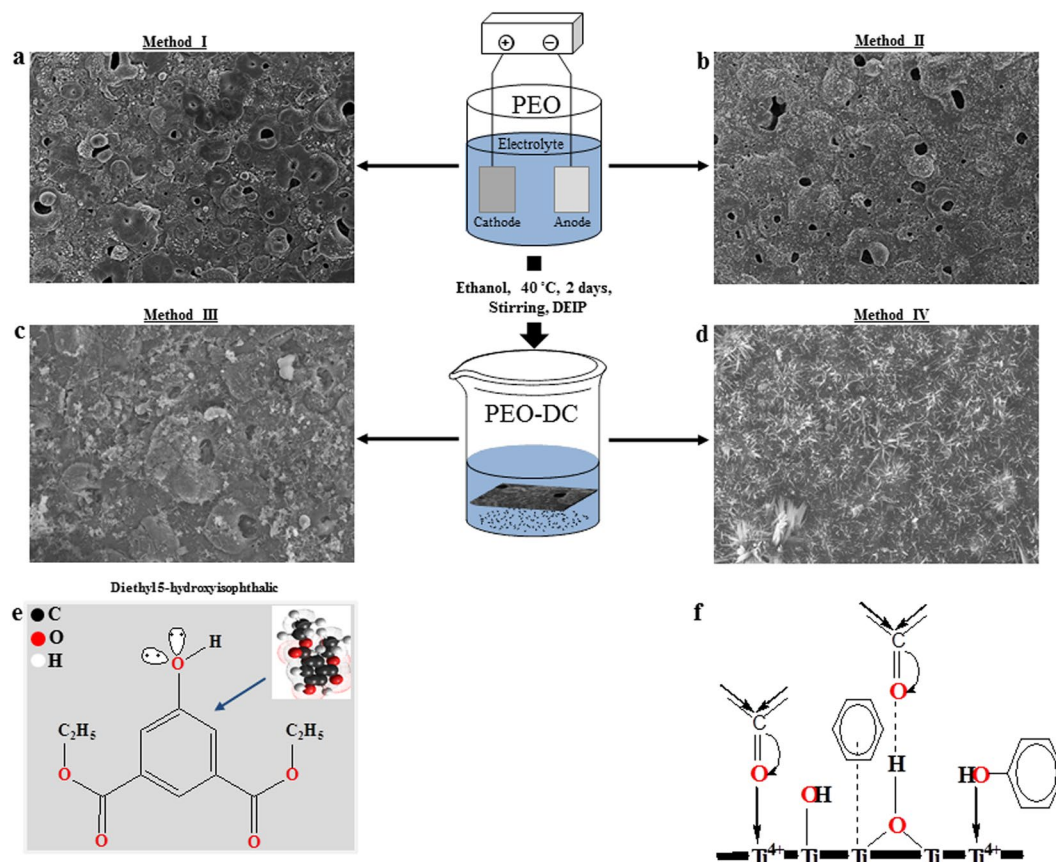 a
Method I
PEO
Electrolyte
Cathode
Anode
b
Method II
Ethanol, 40 °C, 2 days,
Stirring, DEIP
c
Method III
PEO-DC
d
Method IV
Diethyl5-hydroxyisophthalic
e
C
O
H
O
H
C₂H₅
C₂H₅
O
O
O
O
f
C
O
C
O
H
OH
O
HO
Ti⁴⁺
Ti
Ti
Ti
Ti⁴⁺